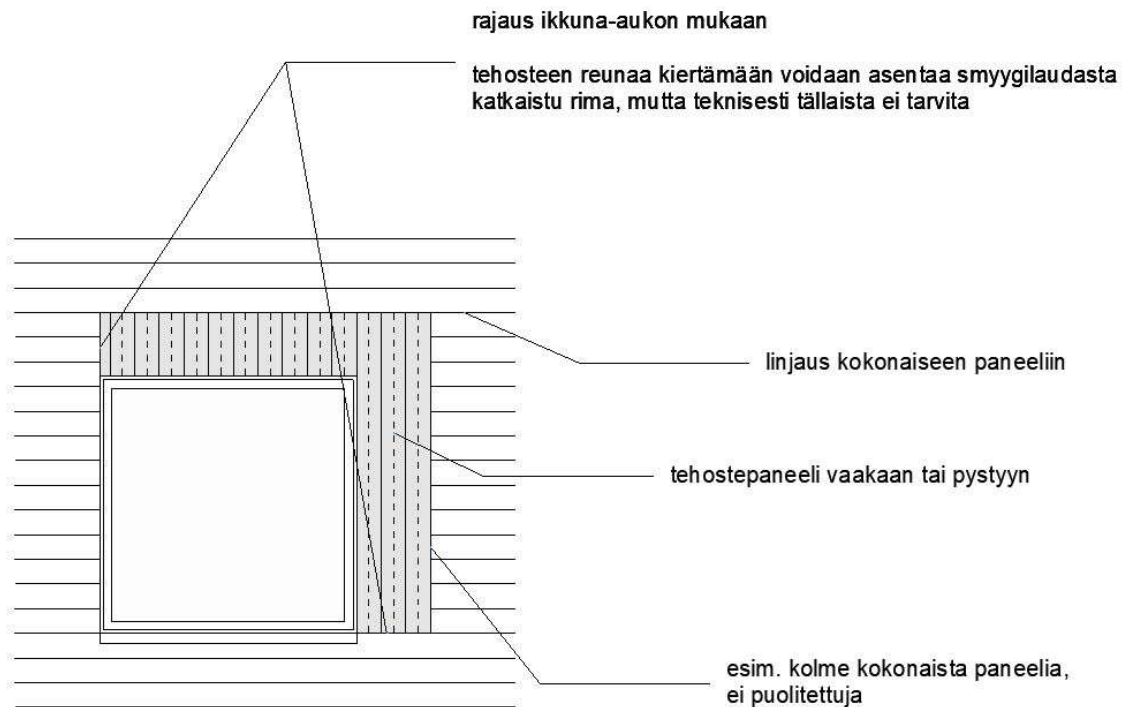 rajaus ikkuna-aukon mukaan
tehosteen reunaa kiertämään voidaan asentaa smyygilaudasta
katkaistu rima, mutta teknisesti tällaista ei tarvita
linjaus kokonaiseen paneeliin
tehostepaneeli vaakaan tai pystyyn
esim. kolme kokonaista paneelia,
ei puolitettuja